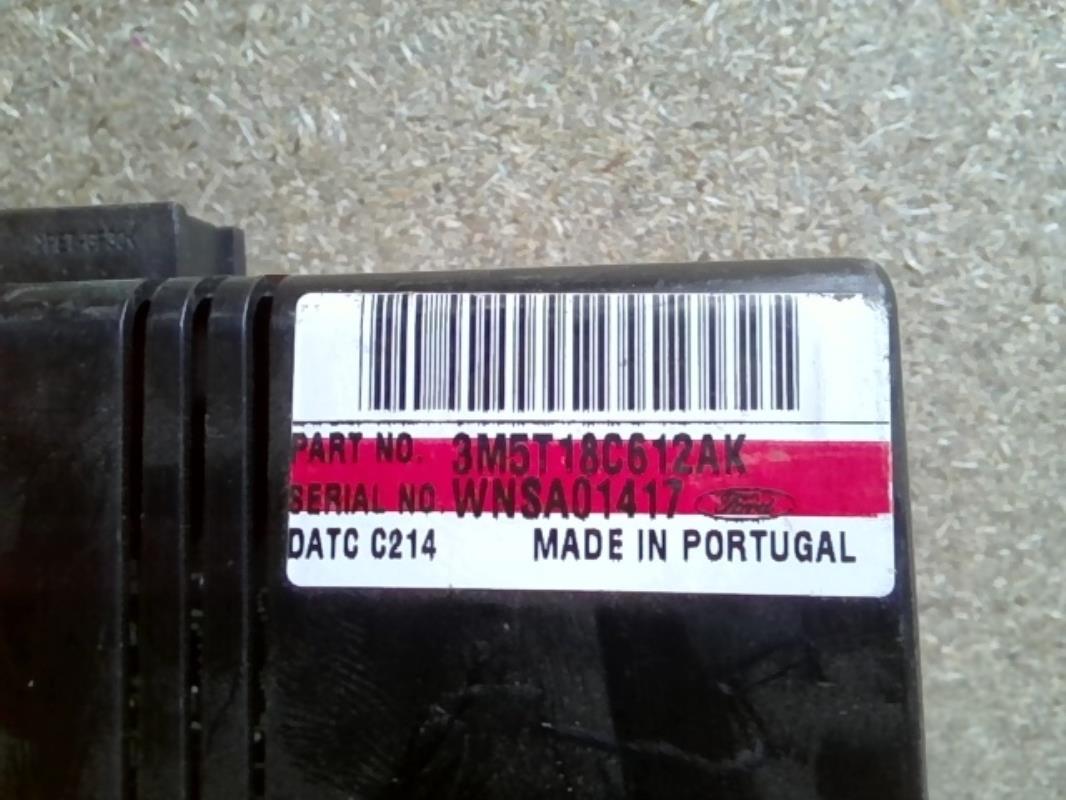 PART NO. 3M5T18C612AK
SERIAL NO. WNSA01417 Ford
DATC C214 MADE IN PORTUGAL